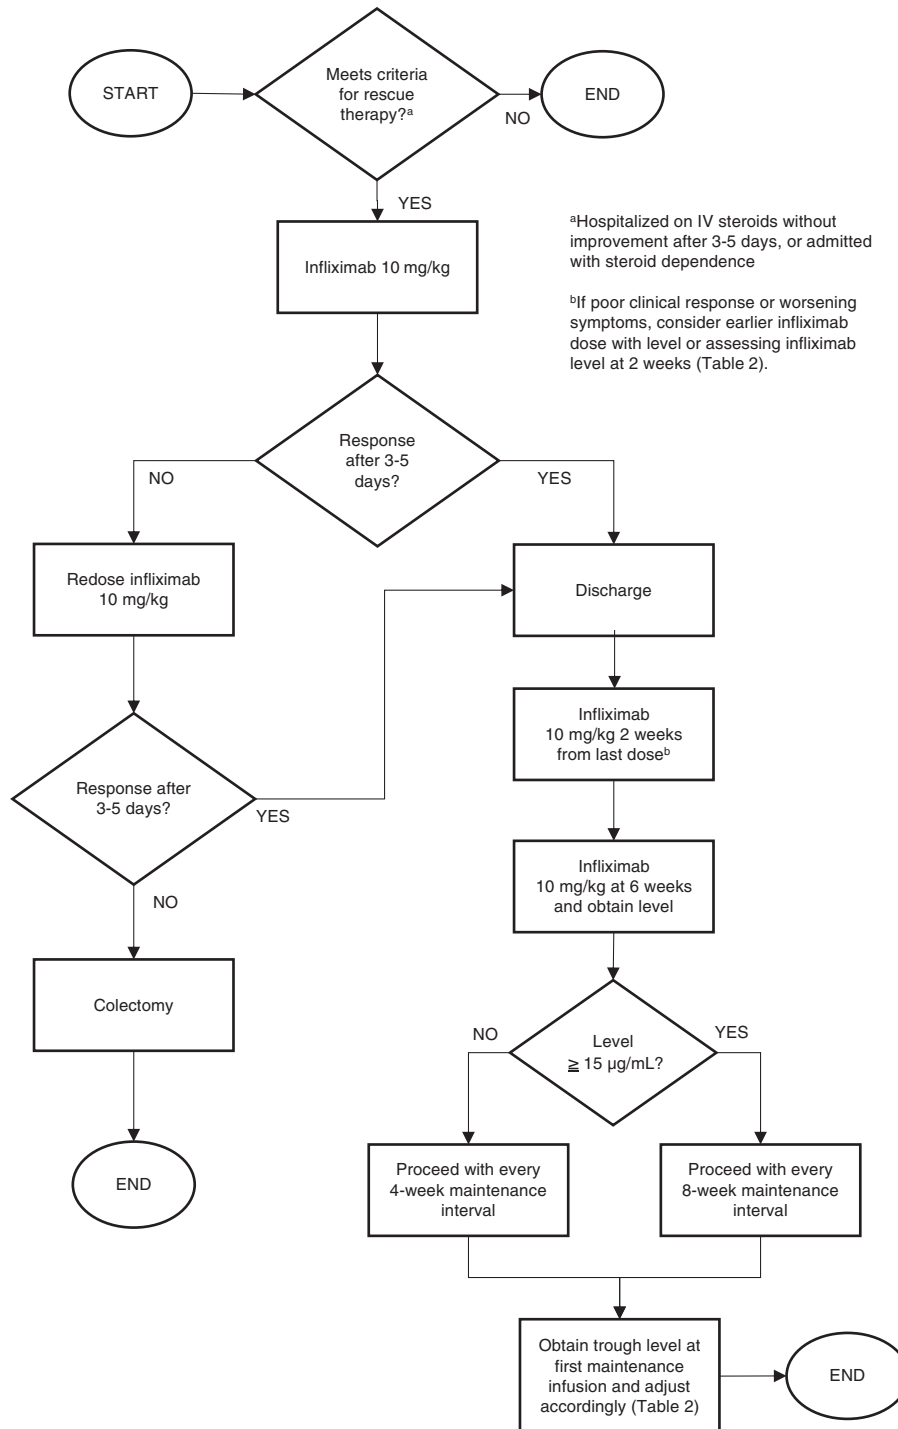 START
Meets criteria
for rescue
therapy?ᵃ
NO
END
YES
Infliximab 10 mg/kg
ᵃHospitalized on IV steroids without
improvement after 3-5 days, or admitted
with steroid dependence
ᵇIf poor clinical response or worsening
symptoms, consider earlier infliximab
dose with level or assessing infliximab
level at 2 weeks (Table 2).
Response
after 3-5
days?
NO
YES
Redose infliximab
10 mg/kg
Discharge
Infliximab
10 mg/kg 2 weeks
from last doseᵇ
Response after
3-5 days?
YES
NO
Infliximab
10 mg/kg at 6 weeks
and obtain level
Colectomy
NO
Level
≧ 15 µg/mL?
YES
END
Proceed with every
4-week maintenance
interval
Proceed with every
8-week maintenance
interval
Obtain trough level at
first maintenance
infusion and adjust
accordingly (Table 2)
END